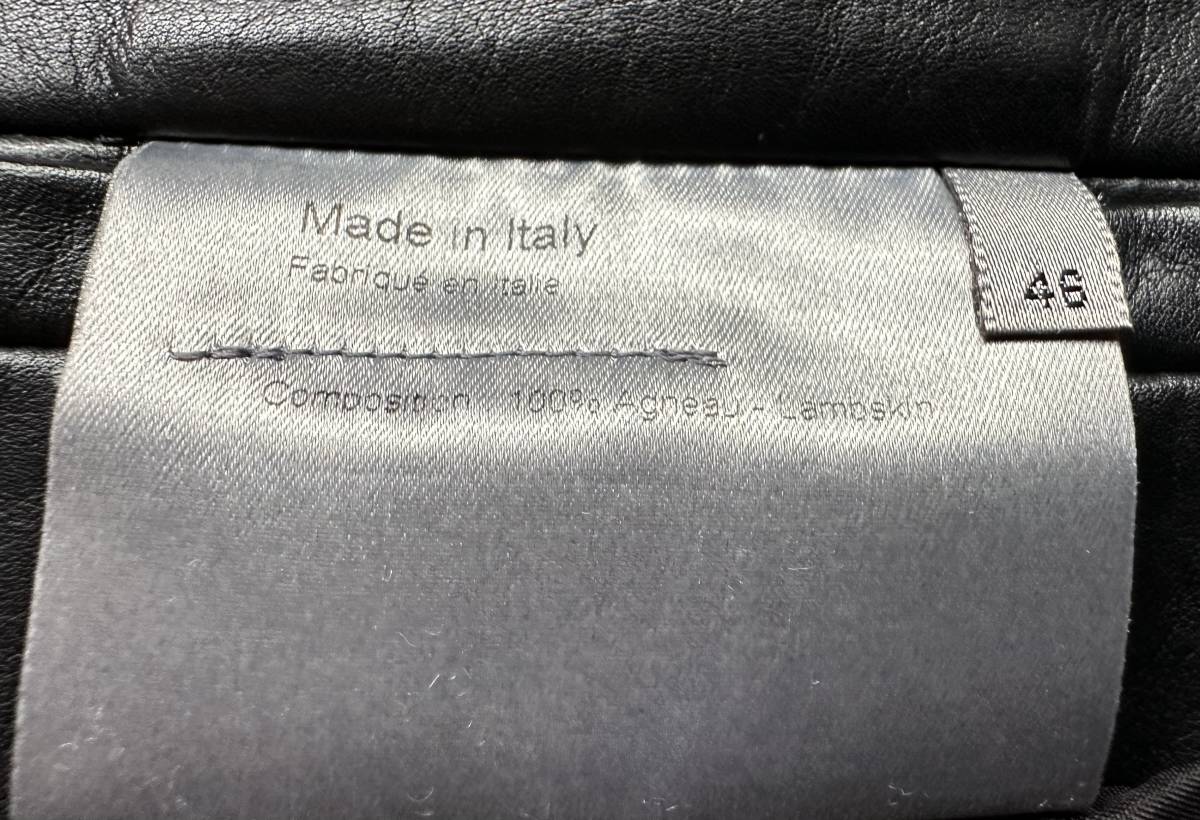 Made in Italy
Fabriqué en Italie
46
Composition 100% Agneau - Lambskin